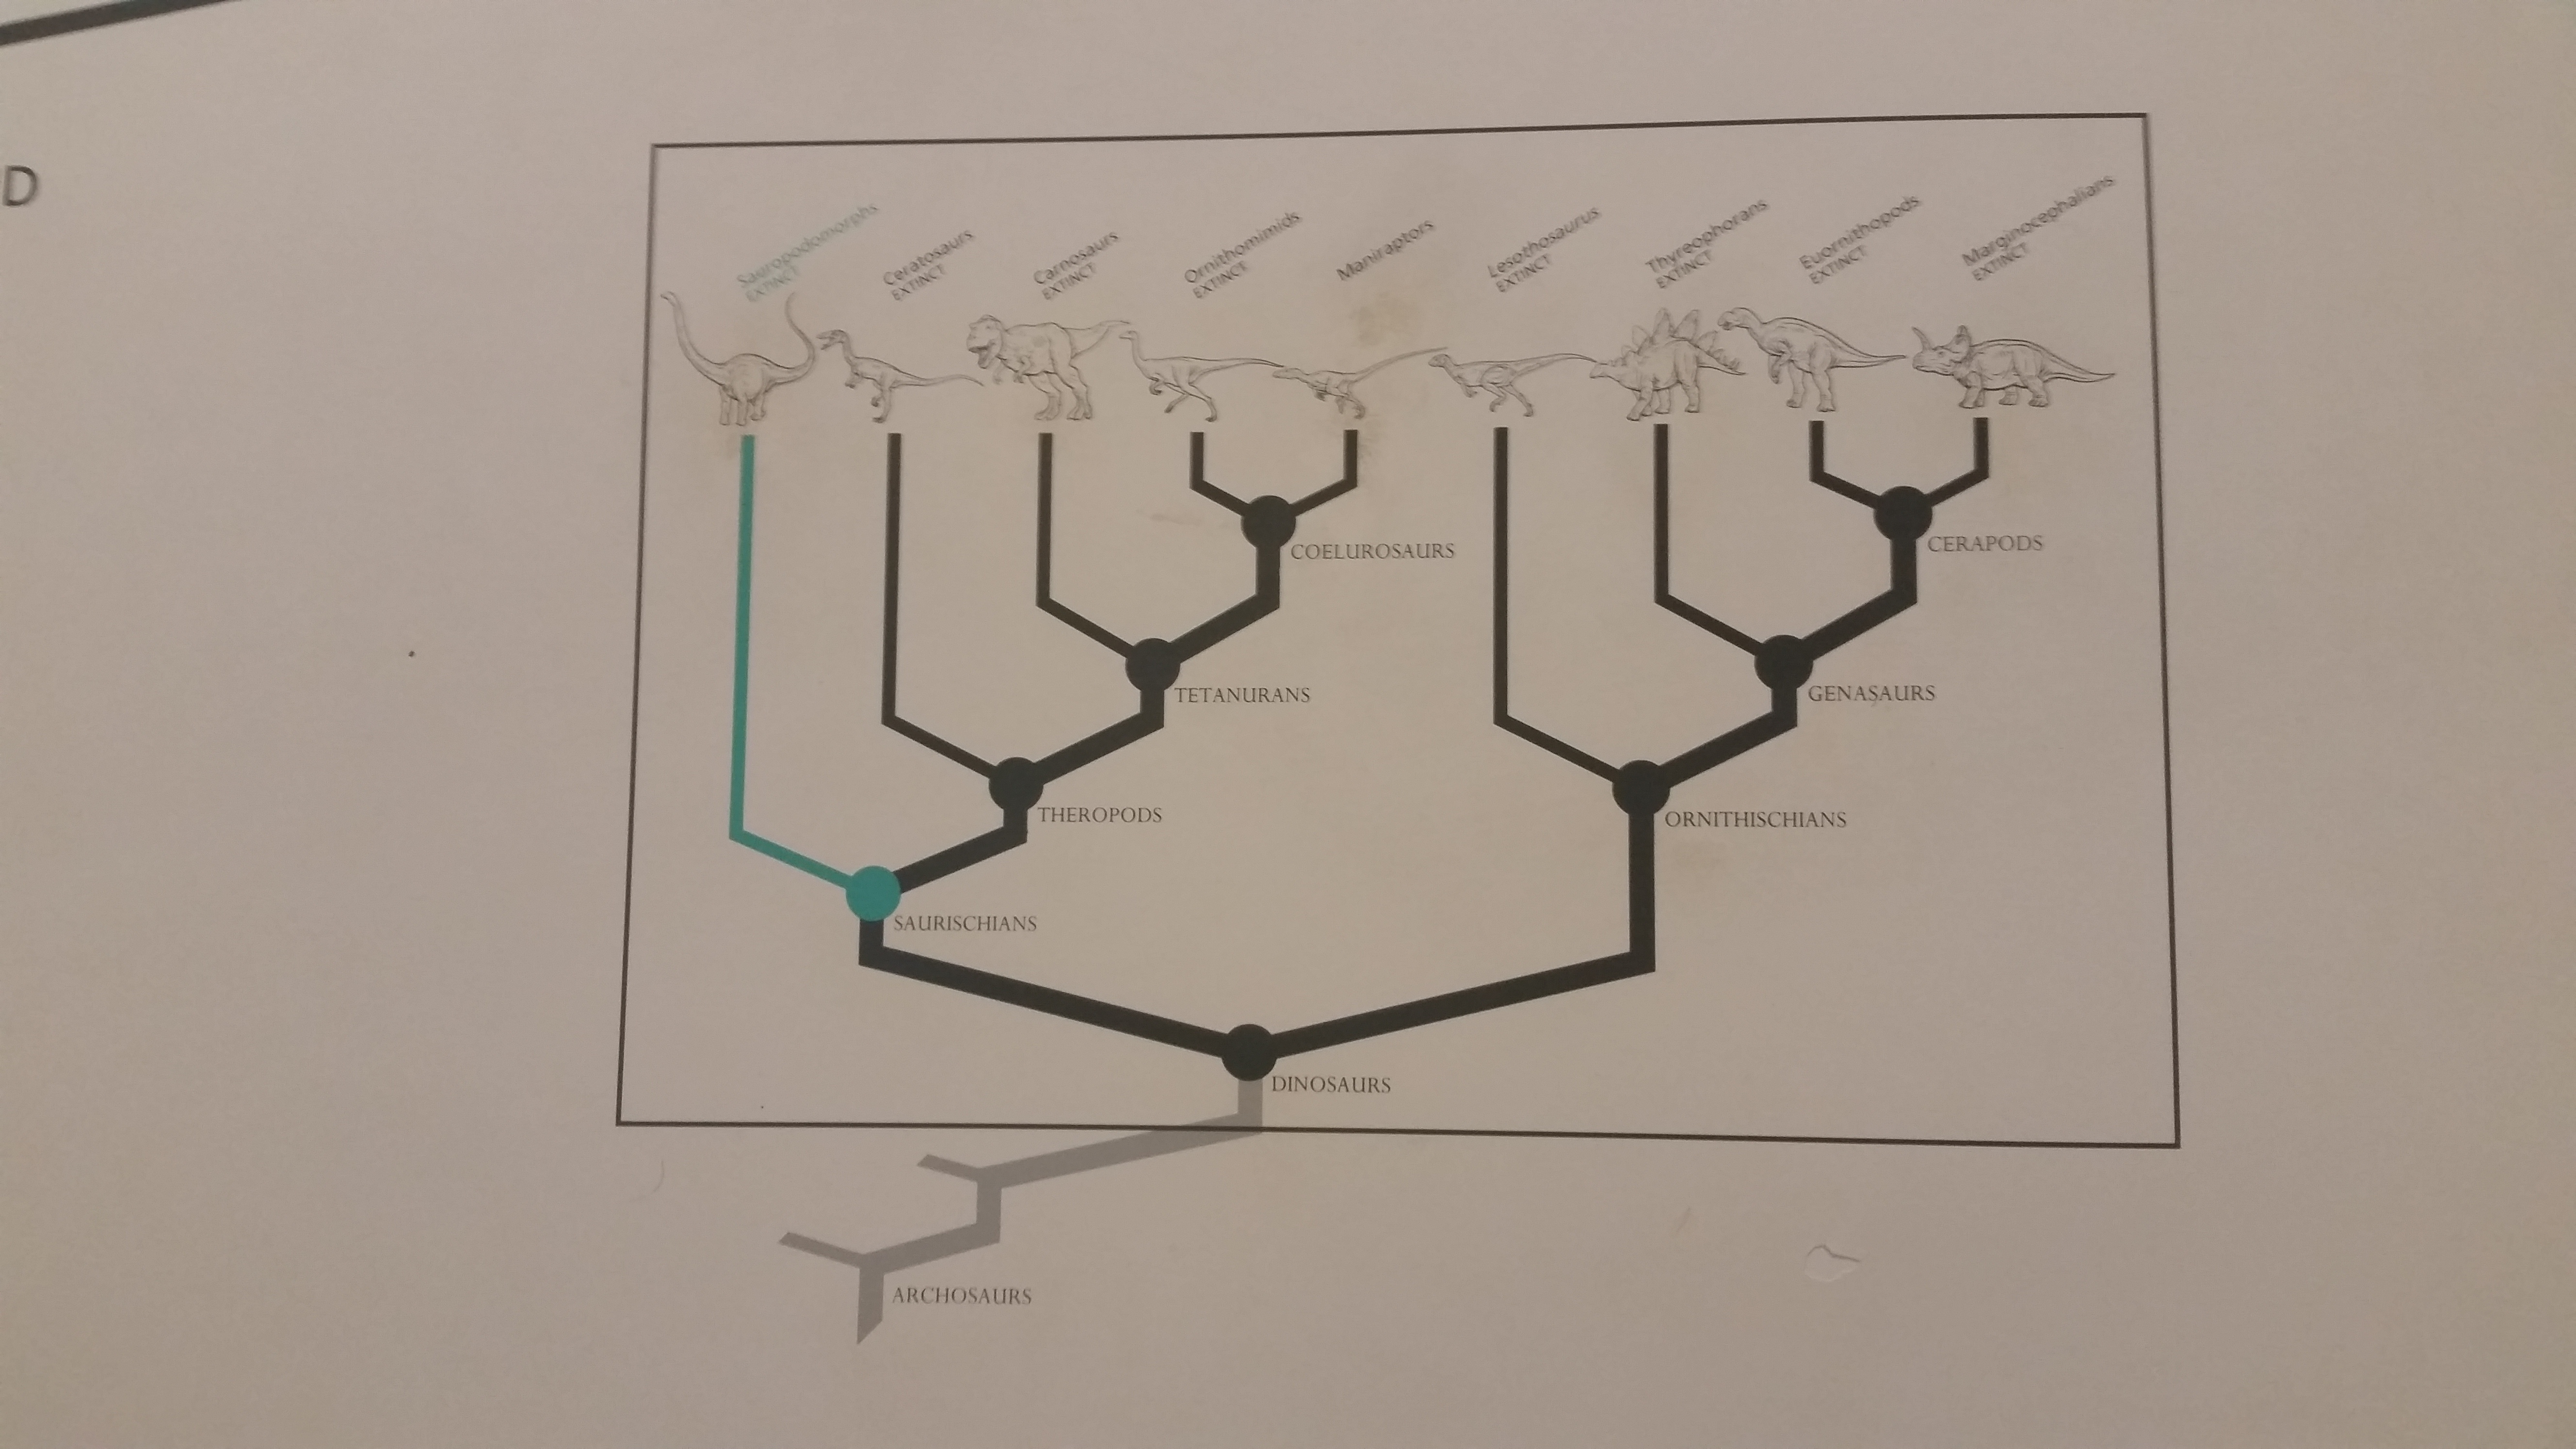 D
Sauropodomorphs
EXTINCT
Ceratosaurs
EXTINCT
Carnosaurs
EXTINCT
Ornithomimids
EXTINCT
Maniraptors
Lesothosaurus
EXTINCT
Thyreophorans
EXTINCT
Euornithopods
EXTINCT
Marginocephalians
EXTINCT
COELUROSAURS
CERAPODS
TETANURANS
GENASAURS
THEROPODS
ORNITHISCHIANS
SAURISCHIANS
DINOSAURS
ARCHOSAURS